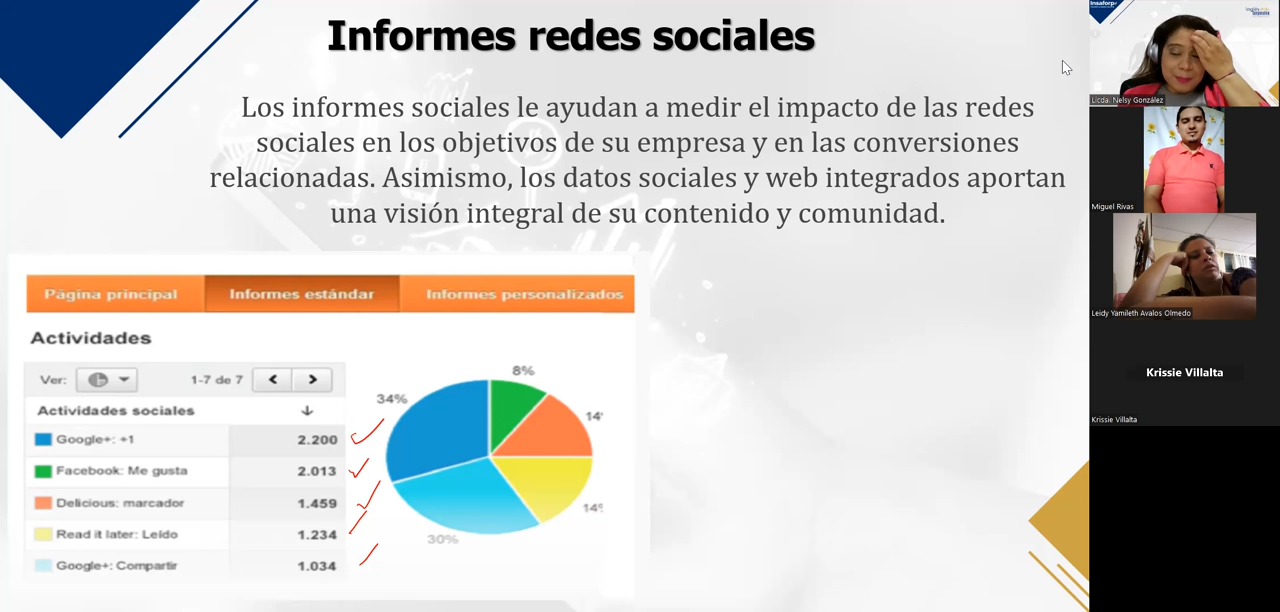 Informes redes sociales
Los informes sociales le ayudan a medir el impacto de las redes
sociales en los objetivos de su empresa y en las conversiones
relacionadas. Asimismo, los datos sociales y web integrados aportan
una visión integral de su contenido y comunidad.
Página principal
Informes estándar
Informes personalizados
Actividades
Ver:
1-7 de 7
Actividades sociales
Google+: +1 2.200
Facebook: Me gusta 2.013
Delicious: marcador 1.459
Read it later: Leído 1.234
Google+: Compartir 1.034
34%
8%
14
14%
30%
Insaforp
Licda. Nelsy González
Miguel Rivas
Leidy Yamileth Avalos Olmedo
Krissie Villalta
Krissie Villalta